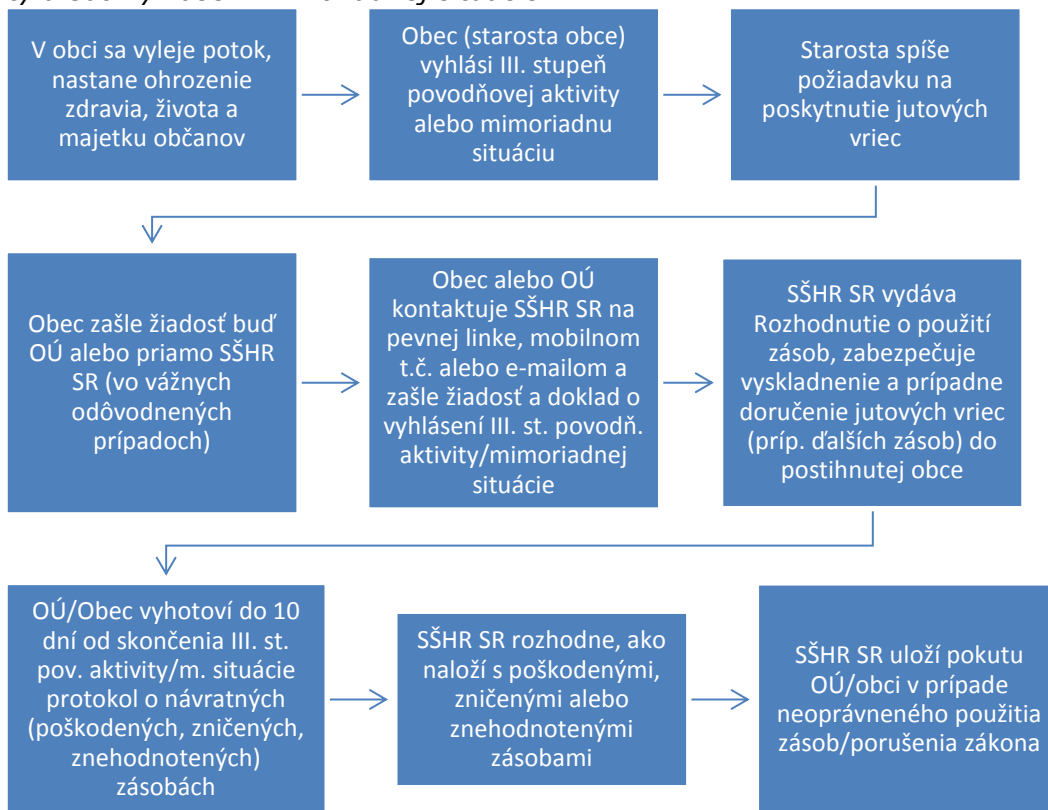 V obci sa vyleje potok,
nastane ohrozenie
zdravia, života a
majetku občanov
Obec (starosta obce)
vyhlási III. stupeň
povodňovej aktivity
alebo mimoriadnu
situáciu
Starosta spíše
požiadavku na
poskytnutie jutových
vriec
Obec zašle žiadosť buď
OÚ alebo priamo SŠHR
SR (vo vážnych
odôvodnených
prípadoch)
Obec alebo OÚ
kontaktuje SŠHR SR na
pevnej linke, mobilnom
t.č. alebo e-mailom a
zašle žiadosť a doklad o
vyhlásení III. st. povodň.
aktivity/mimoriadnej
situácie
SŠHR SR vydáva
Rozhodnutie o použití
zásob, zabezpečuje
vyskladnenie a prípadne
doručenie jutových vriec
(príp. ďalších zásob) do
postihnutej obce
OÚ/Obec vyhotoví do 10
dní od skončenia III. st.
pov. aktivity/m. situácie
protokol o návratných
(poškodených, zničených,
znehodnotených)
zásobách
SŠHR SR rozhodne, ako
naloží s poškodenými,
zničenými alebo
znehodnotenými
zásobami
SŠHR SR uloží pokutu
OÚ/obci v prípade
neoprávneného použitia
zásob/porušenia zákona